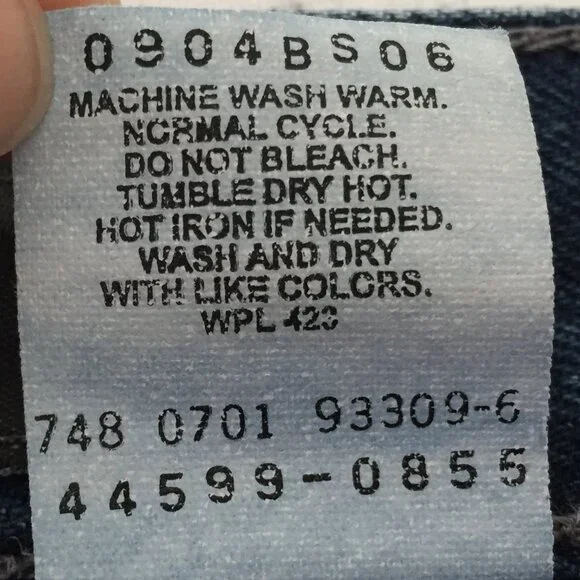 0904BS06
MACHINE WASH WARM.
NORMAL CYCLE.
DO NOT BLEACH.
TUMBLE DRY HOT.
HOT IRON IF NEEDED.
WASH AND DRY
WITH LIKE COLORS.
WPL 423
748 0701 93309-6
44599-0855